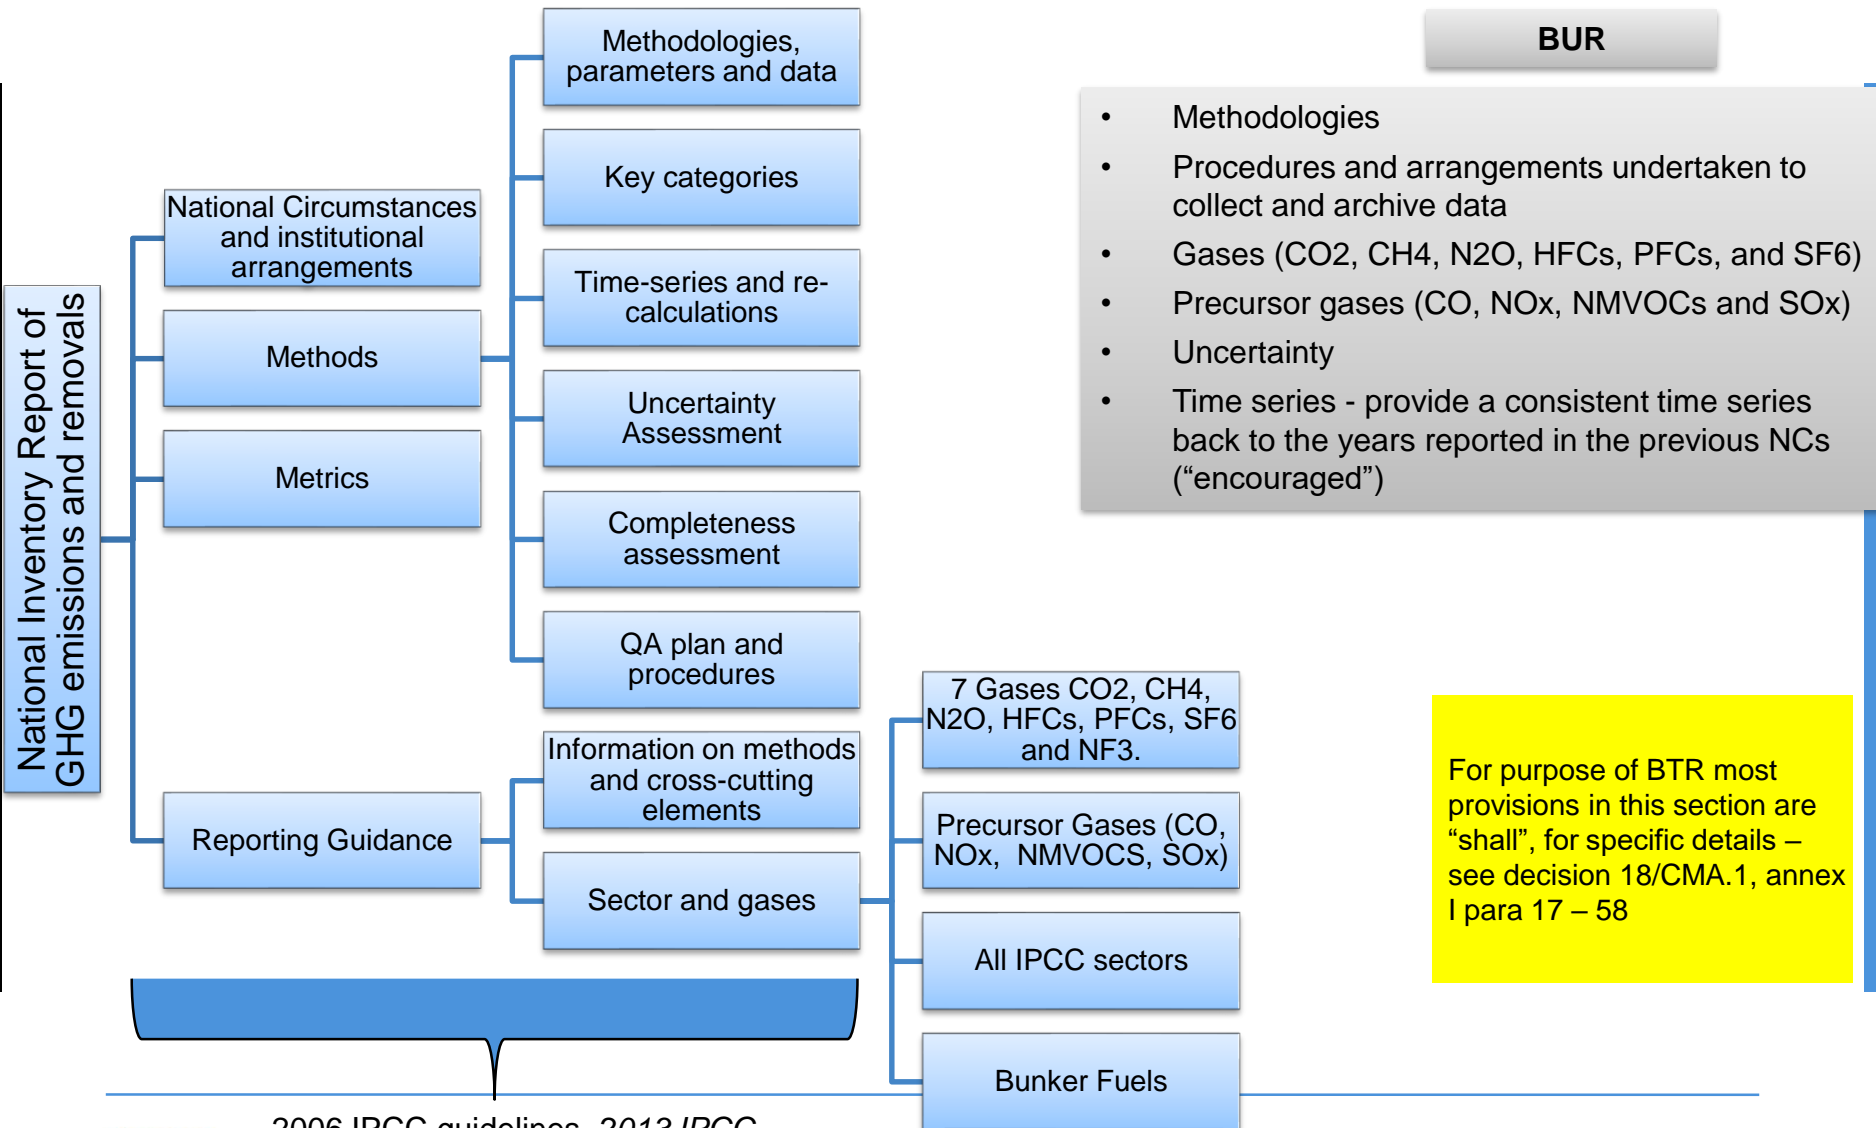 National Inventory Report of
GHG emissions and removals
National Circumstances
and institutional
arrangements
Methods
Metrics
Reporting Guidance
Methodologies,
parameters and data
Key categories
Time-series and re-
calculations
Uncertainty
Assessment
Completeness
assessment
QA plan and
procedures
Information on methods
and cross-cutting
elements
Sector and gases
7 Gases CO2, CH4,
N2O, HFCs, PFCs, SF6
and NF3.
Precursor Gases (CO,
NOx, NMVOCS, SOx)
All IPCC sectors
Bunker Fuels
BUR
• Methodologies
• Procedures and arrangements undertaken to
collect and archive data
• Gases (CO2, CH4, N2O, HFCs, PFCs, and SF6)
• Precursor gases (CO, NOx, NMVOCs and SOx)
• Uncertainty
• Time series - provide a consistent time series
back to the years reported in the previous NCs
(“encouraged”)
For purpose of BTR most
provisions in this section are
“shall”, for specific details –
see decision 18/CMA.1, annex
I para 17 – 58
2006 IPCC guidelines, 2013 IPCC